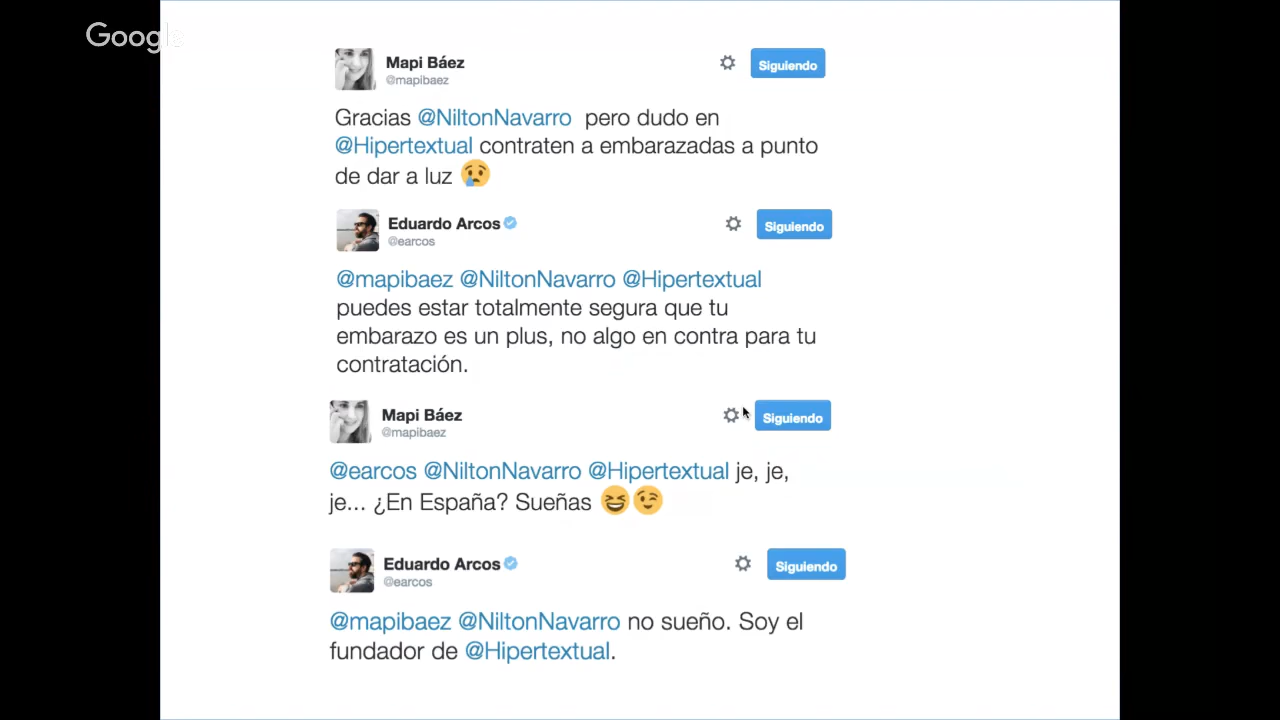 Google
Mapi Báez
@mapibaez
Siguiendo
Gracias @NiltonNavarro pero dudo en
@Hipertextual contraten a embarazadas a punto
de dar a luz 😢
Eduardo Arcos
@earcos
Siguiendo
@mapibaez @NiltonNavarro @Hipertextual
puedes estar totalmente segura que tu
embarazo es un plus, no algo en contra para tu
contratación.
Mapi Báez
@mapibaez
Siguiendo
@earcos @NiltonNavarro @Hipertextual je, je,
je... ¿En España? Sueñas 😆😉
Eduardo Arcos
@earcos
Siguiendo
@mapibaez @NiltonNavarro no sueño. Soy el
fundador de @Hipertextual.